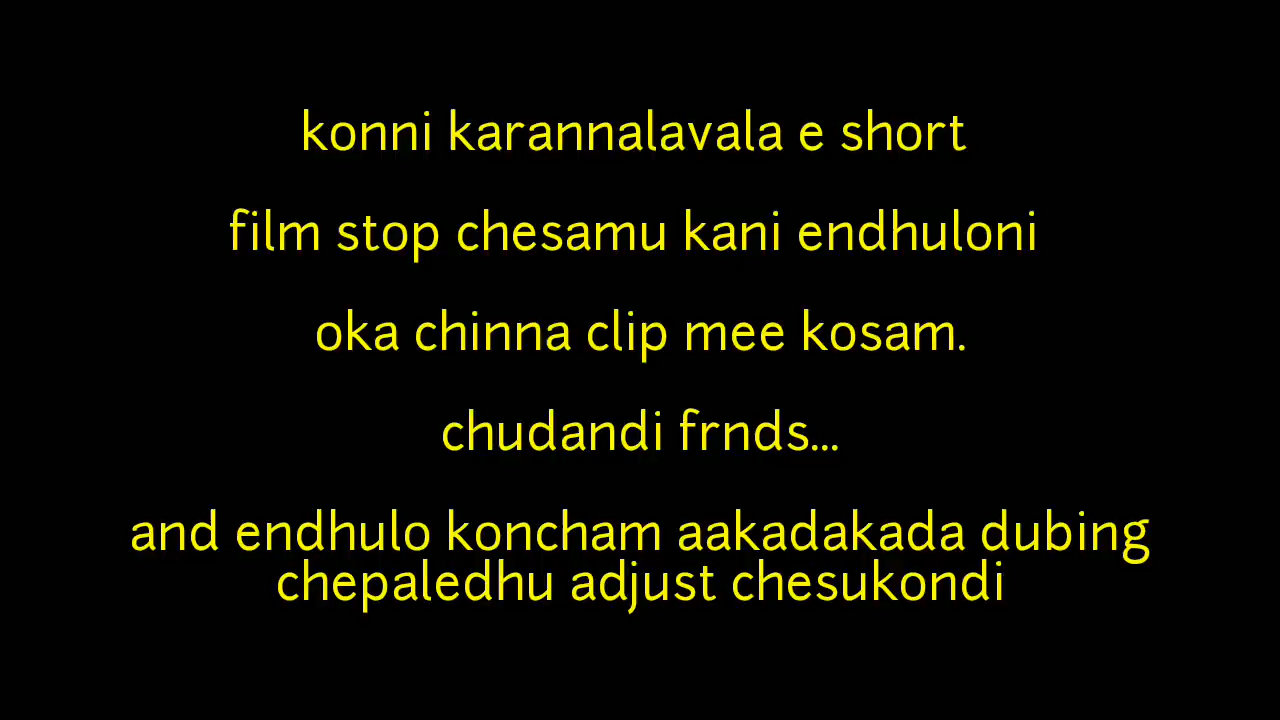 konni karannalavala e short
film stop chesamu kani endhuloni
oka chinna clip mee kosam.
chudandi frnds...
and endhulo koncham aakadakada dubing
chepaledhu adjust chesukondi